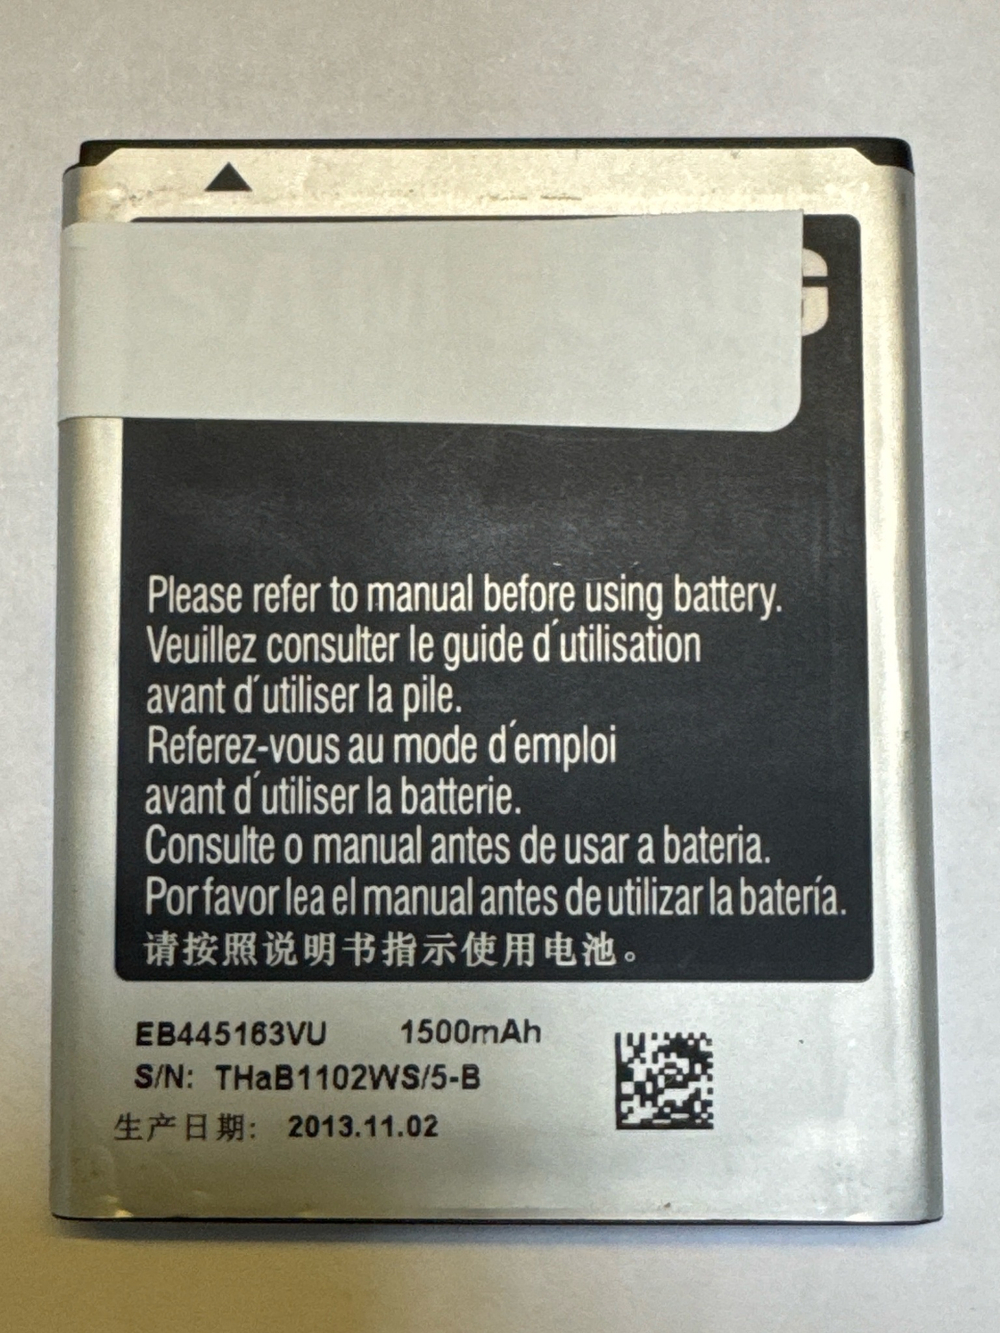 G
Please refer to manual before using battery.
Veuillez consulter le guide d'utilisation
avant d'utiliser la pile.
Referez-vous au mode d'emploi
avant d'utiliser la batterie.
Consulte o manual antes de usar a bateria.
Por favor lea el manual antes de utilizar la batería.
请按照说明书指示使用电池。
EB445163VU 1500mAh
S/N: THaB1102WS/5-B
生产日期: 2013.11.02